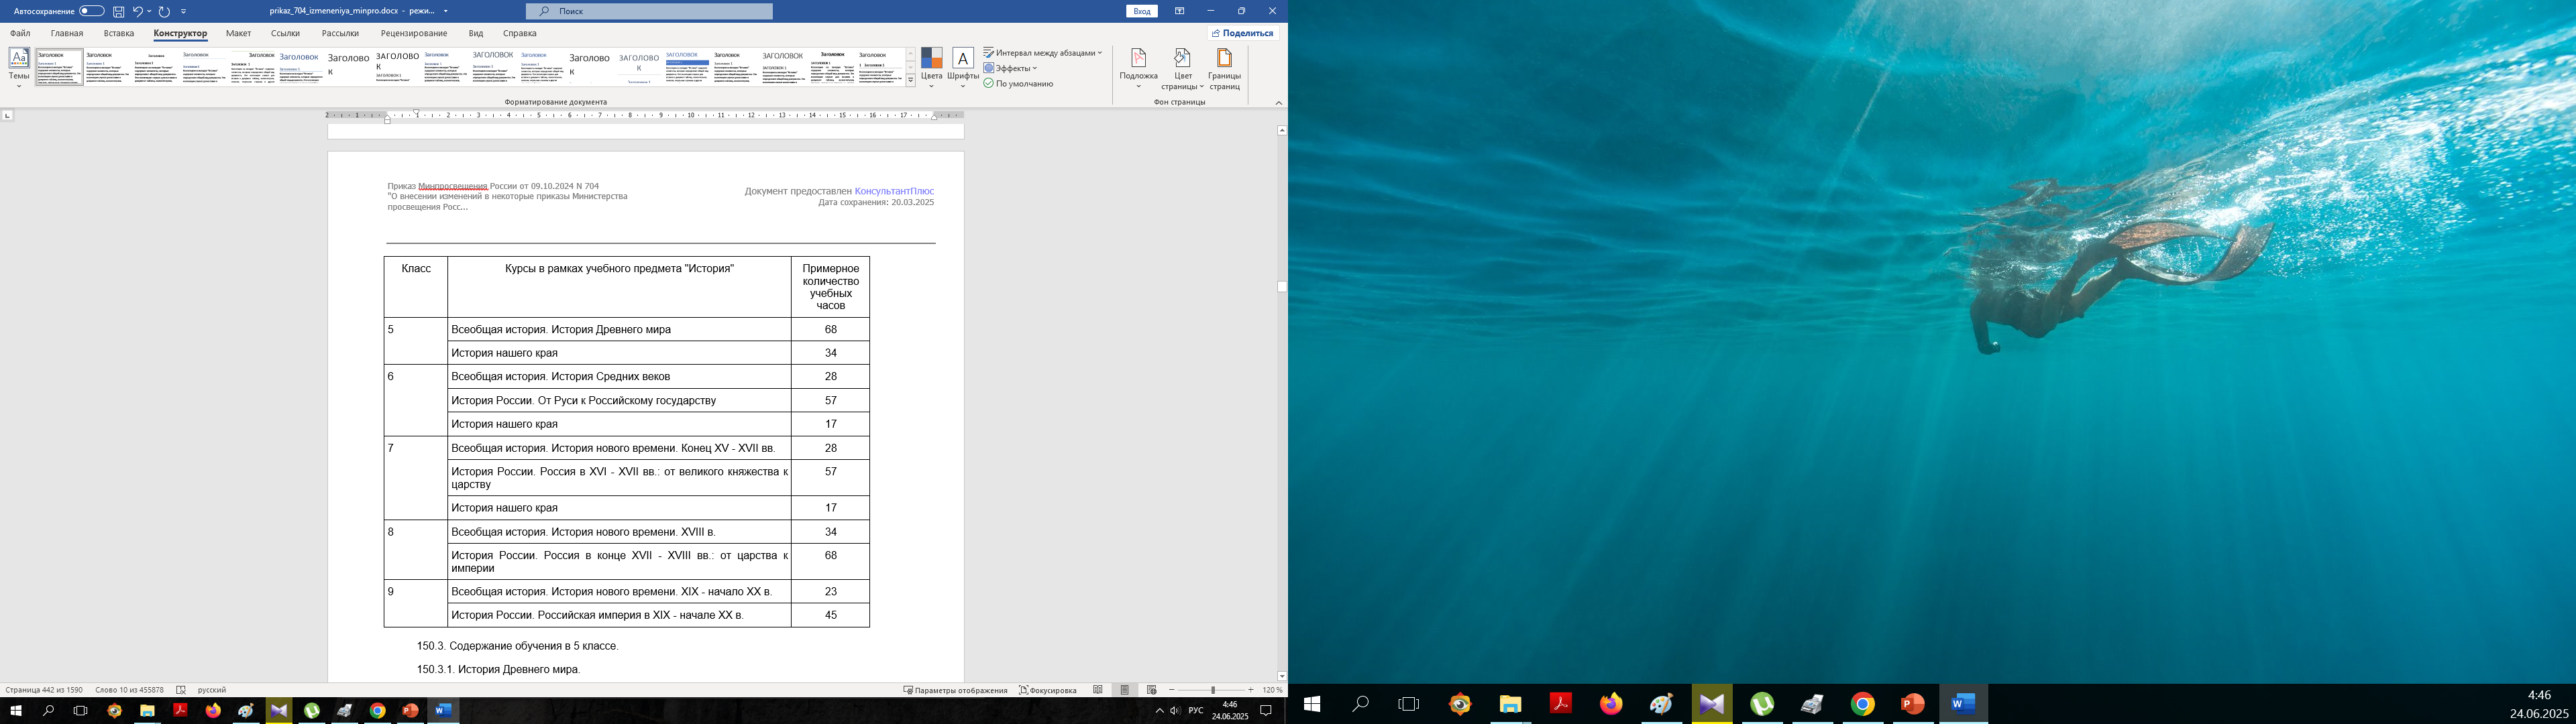 Автосохранение
prikaz_704_izmeneniya_minpro.docx - режи...
Поиск
Вход
Файл Главная Вставка Конструктор Макет Ссылки Рассылки Рецензирование Вид Справка
Поделиться
Темы
Цвета
Шрифты
Интервал между абзацами
Эффекты
По умолчанию
Подложка
Цвет страницы
Границы страниц
Форматирование документа
Фон страницы
Приказ Минпросвещения России от 09.10.2024 N 704
"О внесении изменений в некоторые приказы Министерства
просвещения Росс...
Документ предоставлен КонсультантПлюс
Дата сохранения: 20.03.2025
Класс
Курсы в рамках учебного предмета "История"
Примерное
количество
учебных
часов
5 Всеобщая история. История Древнего мира 68
История нашего края 34
6 Всеобщая история. История Средних веков 28
История России. От Руси к Российскому государству 57
История нашего края 17
7 Всеобщая история. История нового времени. Конец XV - XVII вв. 28
История России. Россия в XVI - XVII вв.: от великого княжества к 57
царству
История нашего края 17
8 Всеобщая история. История нового времени. XVIII в. 34
История России. Россия в конце XVII - XVIII вв.: от царства к 68
империи
9 Всеобщая история. История нового времени. XIX - начало XX в. 23
История России. Российская империя в XIX - начале XX в. 45
150.3. Содержание обучения в 5 классе.
150.3.1. История Древнего мира.
Страница 442 из 1590 Слово 10 из 455878 русский
Параметры отображения Фокусировка 120 %
РУС
4:46
24.06.2025
4:46
24.06.2025